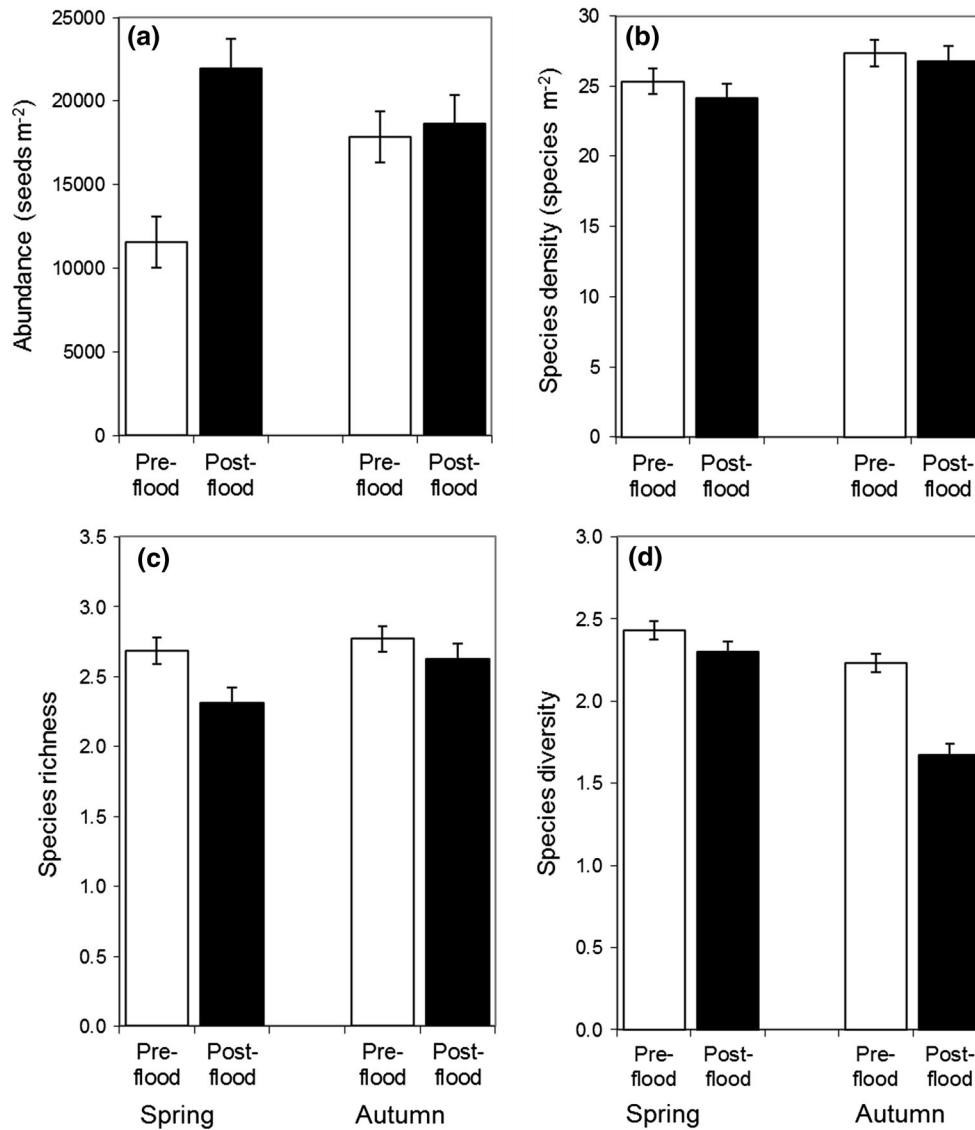 (a)
Abundance (seeds m⁻²)
25000
20000
15000
10000
5000
0
Pre-
flood
Post-
flood
Pre-
flood
Post-
flood
(b)
Species density (species m⁻²)
30
25
20
15
10
5
0
Pre-
flood
Post-
flood
Pre-
flood
Post-
flood
(c)
Species richness
3.5
3.0
2.5
2.0
1.5
1.0
0.5
0.0
Pre-
flood
Post-
flood
Pre-
flood
Post-
flood
Spring
Autumn
(d)
Species diversity
3.0
2.5
2.0
1.5
1.0
0.5
0.0
Pre-
flood
Post-
flood
Pre-
flood
Post-
flood
Spring
Autumn